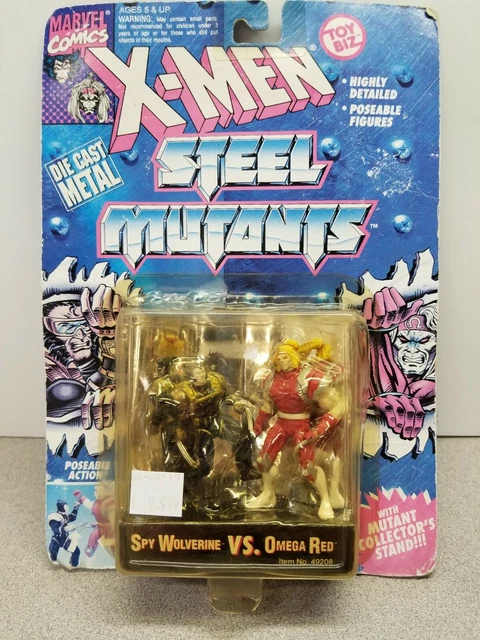 MARVEL
COMICS
AGES 5 & UP
WARNING: May contain small parts.
Not recommended for children under 3
years of age or for those who still put
objects in their mouths.
TOY
BIZ
X-MEN®
• HIGHLY
DETAILED
• POSEABLE
FIGURES
DIE CAST
METAL
STEEL
MUTANTS™
POSEABLE
ACTION
SPY WOLVERINE VS. OMEGA RED
Item No. 49208
WITH
MUTANT
COLLECTOR'S
STAND!!!